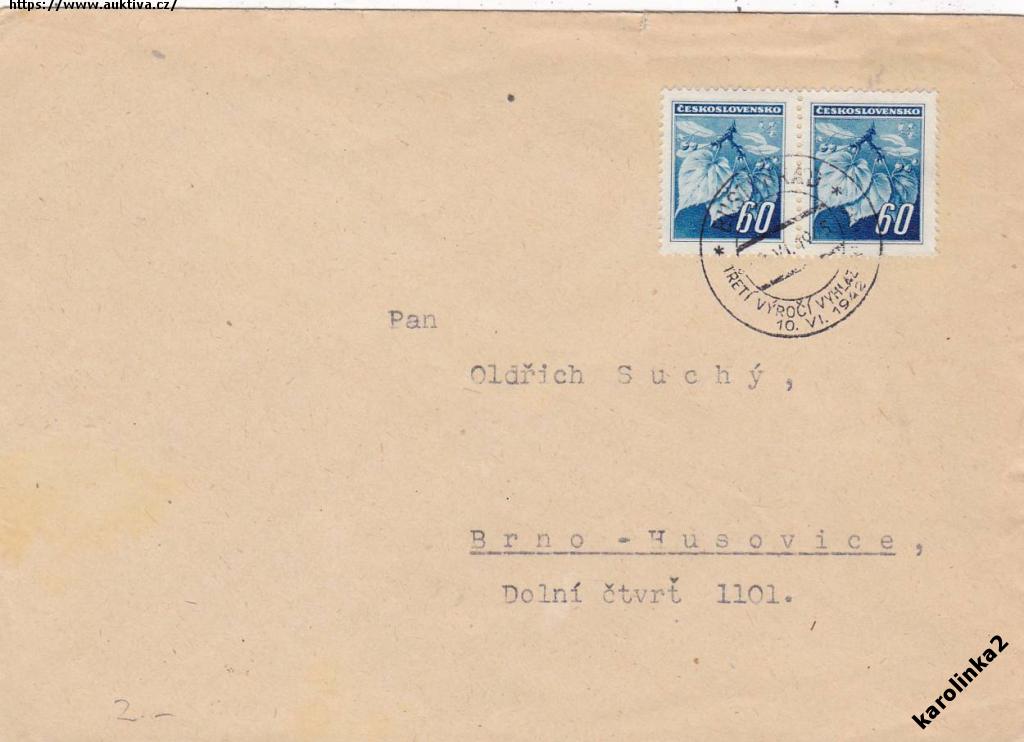 https://www.auktiva.cz/
ČESKOSLOVENSKO
60
ČESKOSLOVENSKO
60
* *
TŘETÍ VÝROČÍ
10. VI. 1942
Pan
Oldřich Suchý,
Brno - Husovice,
Dolní čtvrť 1101.
2.-
karolinka2